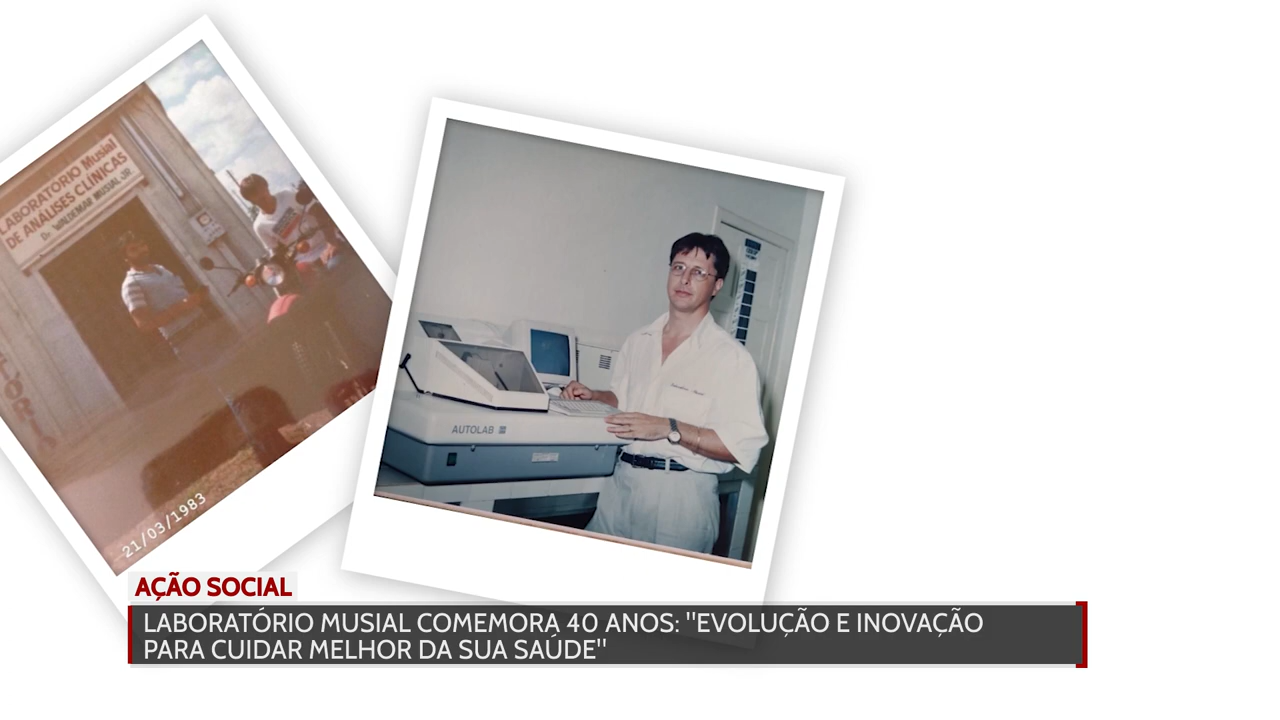 LABORATÓRIO Musial
DE ANÁLISES CLÍNICAS
Dr. WALDEMAR MUSIAL JR.
21/03/1983
AUTOLAB
AÇÃO SOCIAL
LABORATÓRIO MUSIAL COMEMORA 40 ANOS: "EVOLUÇÃO E INOVAÇÃO
PARA CUIDAR MELHOR DA SUA SAÚDE"